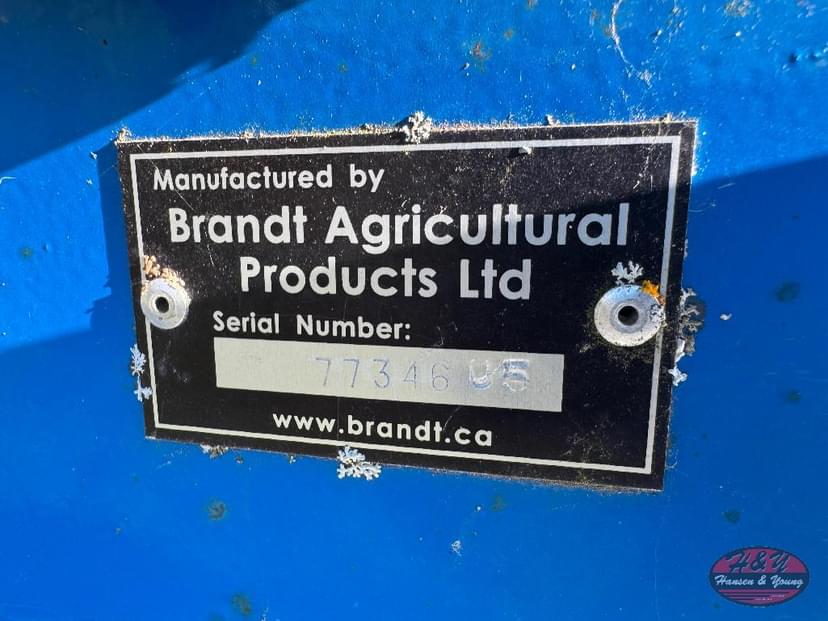 Manufactured by
Brandt Agricultural
Products Ltd
Serial Number:
77346
www.brandt.ca
H&Y
Hansen & Young